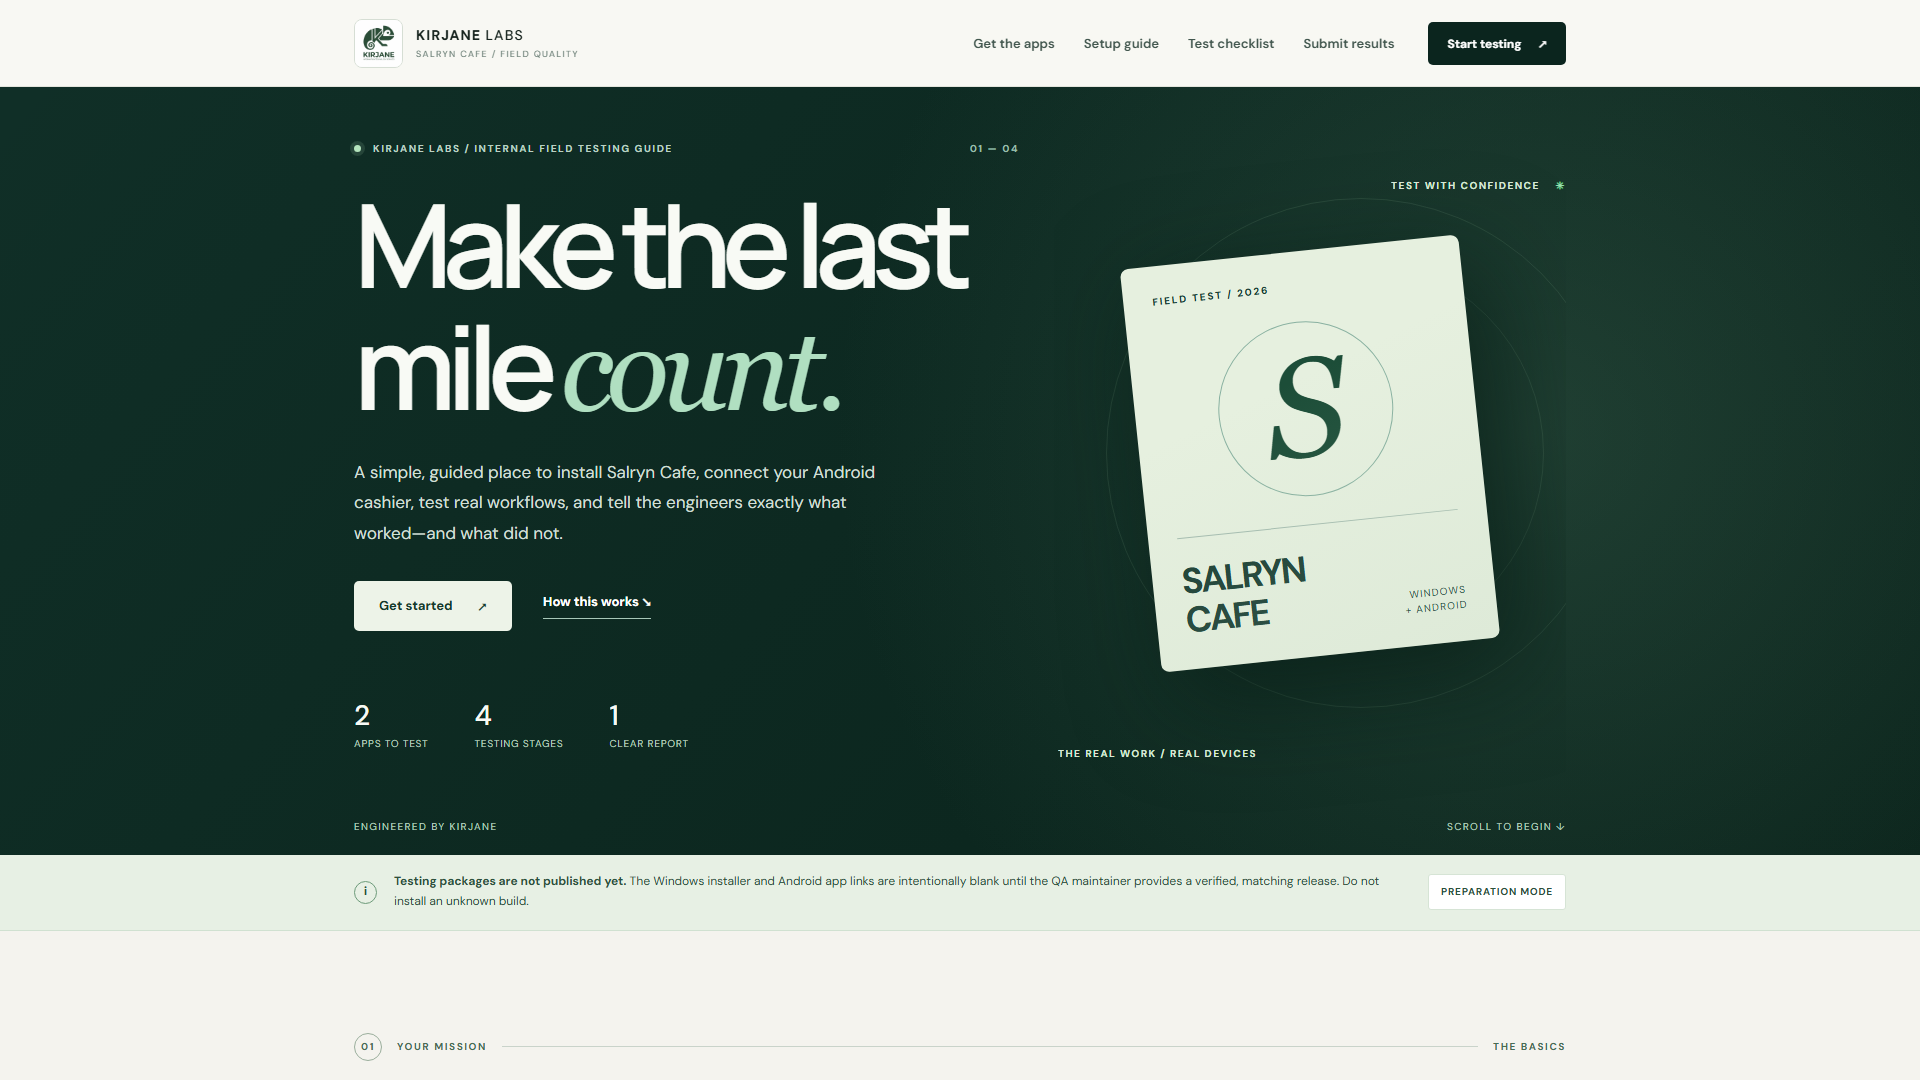 KIRJANE
KIRJANE LABS
SALRYN CAFE / FIELD QUALITY
Get the apps
Setup guide
Test checklist
Submit results
Start testing ↗
KIRJANE LABS / INTERNAL FIELD TESTING GUIDE
01 — 04
Make the last
mile count.
A simple, guided place to install Salryn Cafe, connect your Android
cashier, test real workflows, and tell the engineers exactly what
worked—and what did not.
Get started ↗
How this works ↘
2
APPS TO TEST
4
TESTING STAGES
1
CLEAR REPORT
TEST WITH CONFIDENCE ✳
FIELD TEST / 2026
S
SALRYN
CAFE
WINDOWS
+ ANDROID
THE REAL WORK / REAL DEVICES
ENGINEERED BY KIRJANE
SCROLL TO BEGIN ↓
i
Testing packages are not published yet. The Windows installer and Android app links are intentionally blank until the QA maintainer provides a verified, matching release. Do not
install an unknown build.
PREPARATION MODE
01
YOUR MISSION
THE BASICS